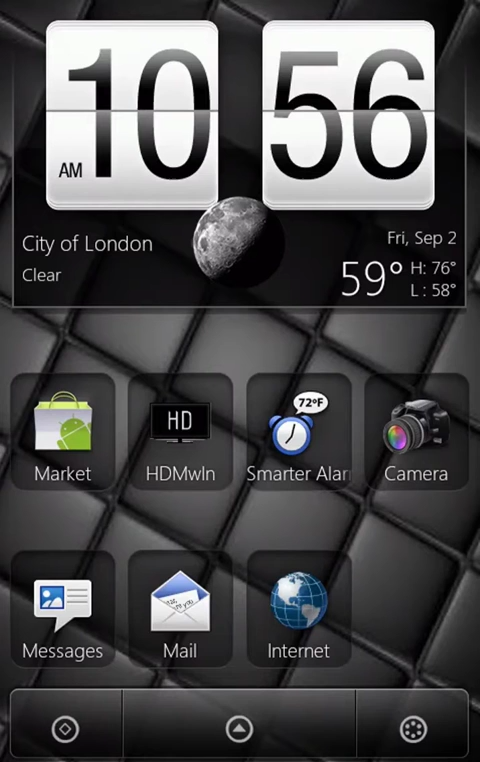 10 56
AM
City of London
Clear
Fri, Sep 2
59° H: 76°
L : 58°
72°F
HD
Market HDMwIn Smarter Alar Camera
Messages Mail Internet